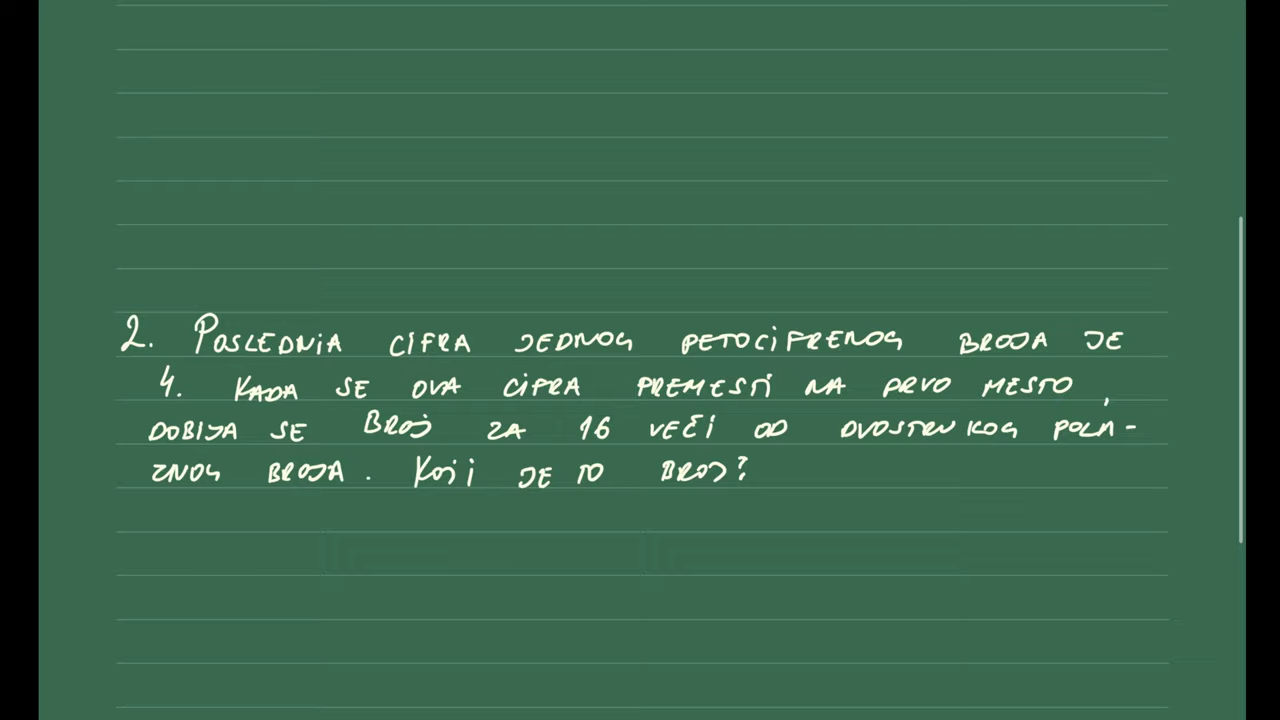 2. POSLEDNJA CIFRA JEDNOG PETOCIFRENOG BROJA JE
4. KADA SE OVA CIFRA PREMESTI NA PRVO MESTO,
DOBIJA SE BROJ ZA 16 VEĆI OD DVOSTRUKOG POLA-
ZNOG BROJA. KOJI JE TO BROJ?